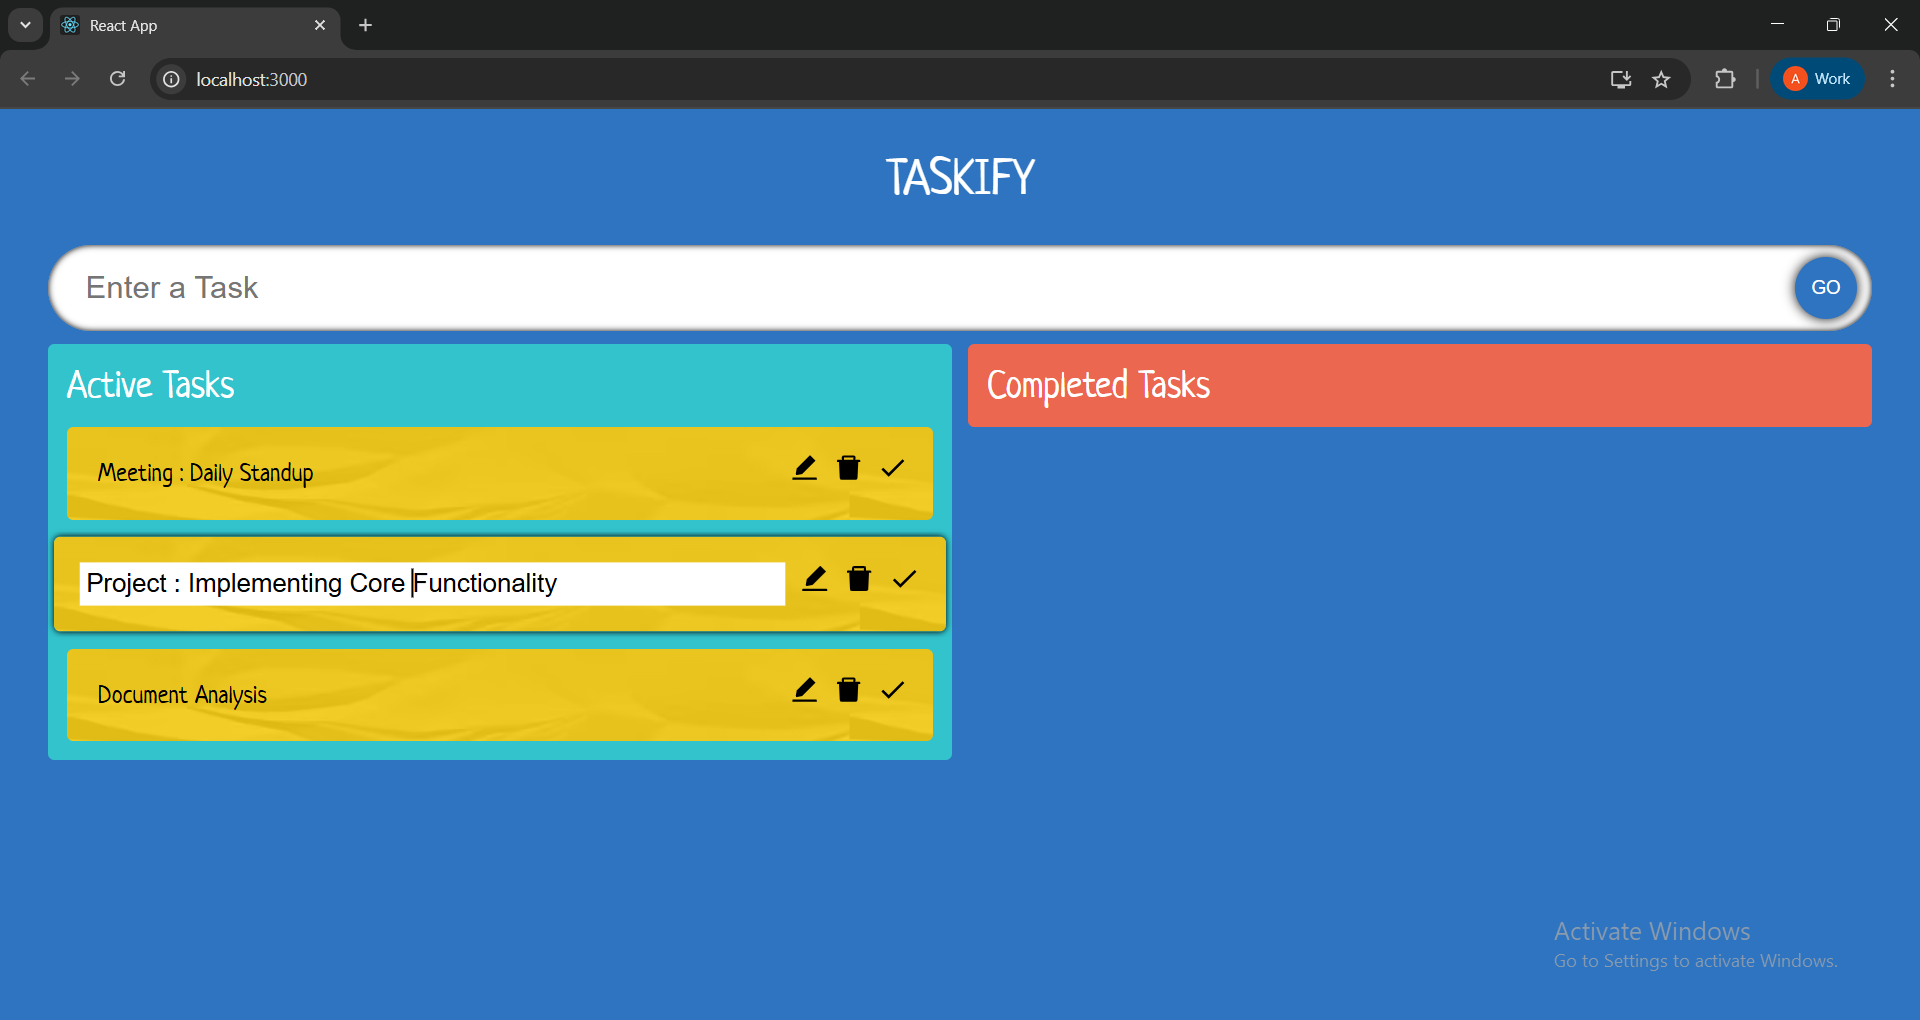 React App
localhost:3000
A Work
TASKIFY
Enter a Task
GO
Active Tasks
Meeting : Daily Standup
Project : Implementing Core Functionality
Document Analysis
Completed Tasks
Activate Windows
Go to Settings to activate Windows.